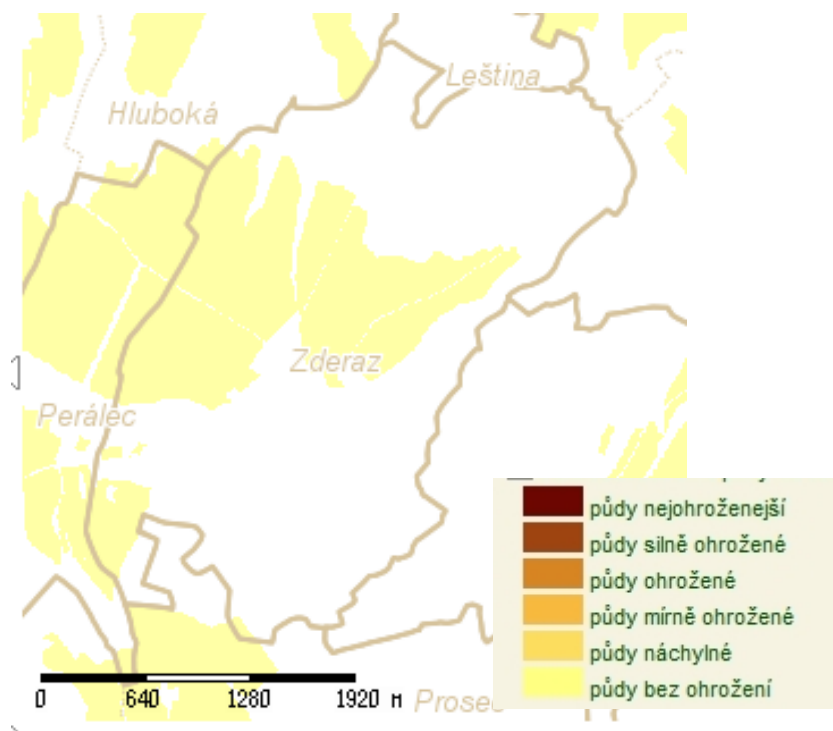 Leština
Hluboká
Zderaz
Perálec
půdy nejohroženejší
půdy silně ohrožené
půdy ohrožené
půdy mírně ohrožené
půdy náchylné
půdy bez ohrožení
0 640 1280 1920 M
Prosec